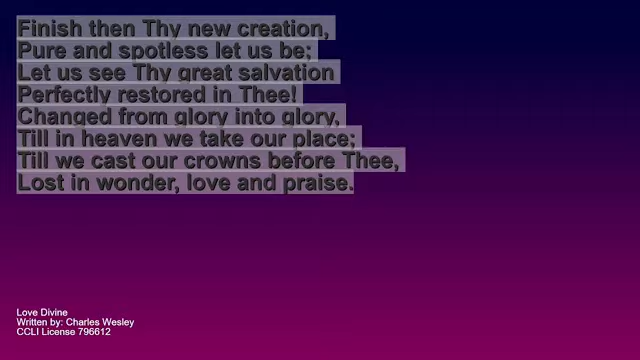 Finish then Thy new creation,
Pure and spotless let us be;
Let us see Thy great salvation
Perfectly restored in Thee!
Changed from glory into glory,
Till in heaven we take our place;
Till we cast our crowns before Thee,
Lost in wonder, love and praise.
Love Divine
Written by: Charles Wesley
CCLI License 796612